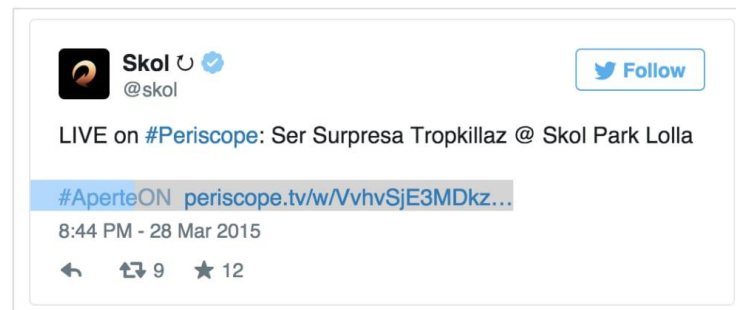 Skol
@skol
Follow
LIVE on #Periscope: Ser Surpresa Tropkillaz @ Skol Park Lolla
#AperteON periscope.tv/w/VvhvSjE3MDkz…
8:44 PM - 28 Mar 2015
9 12